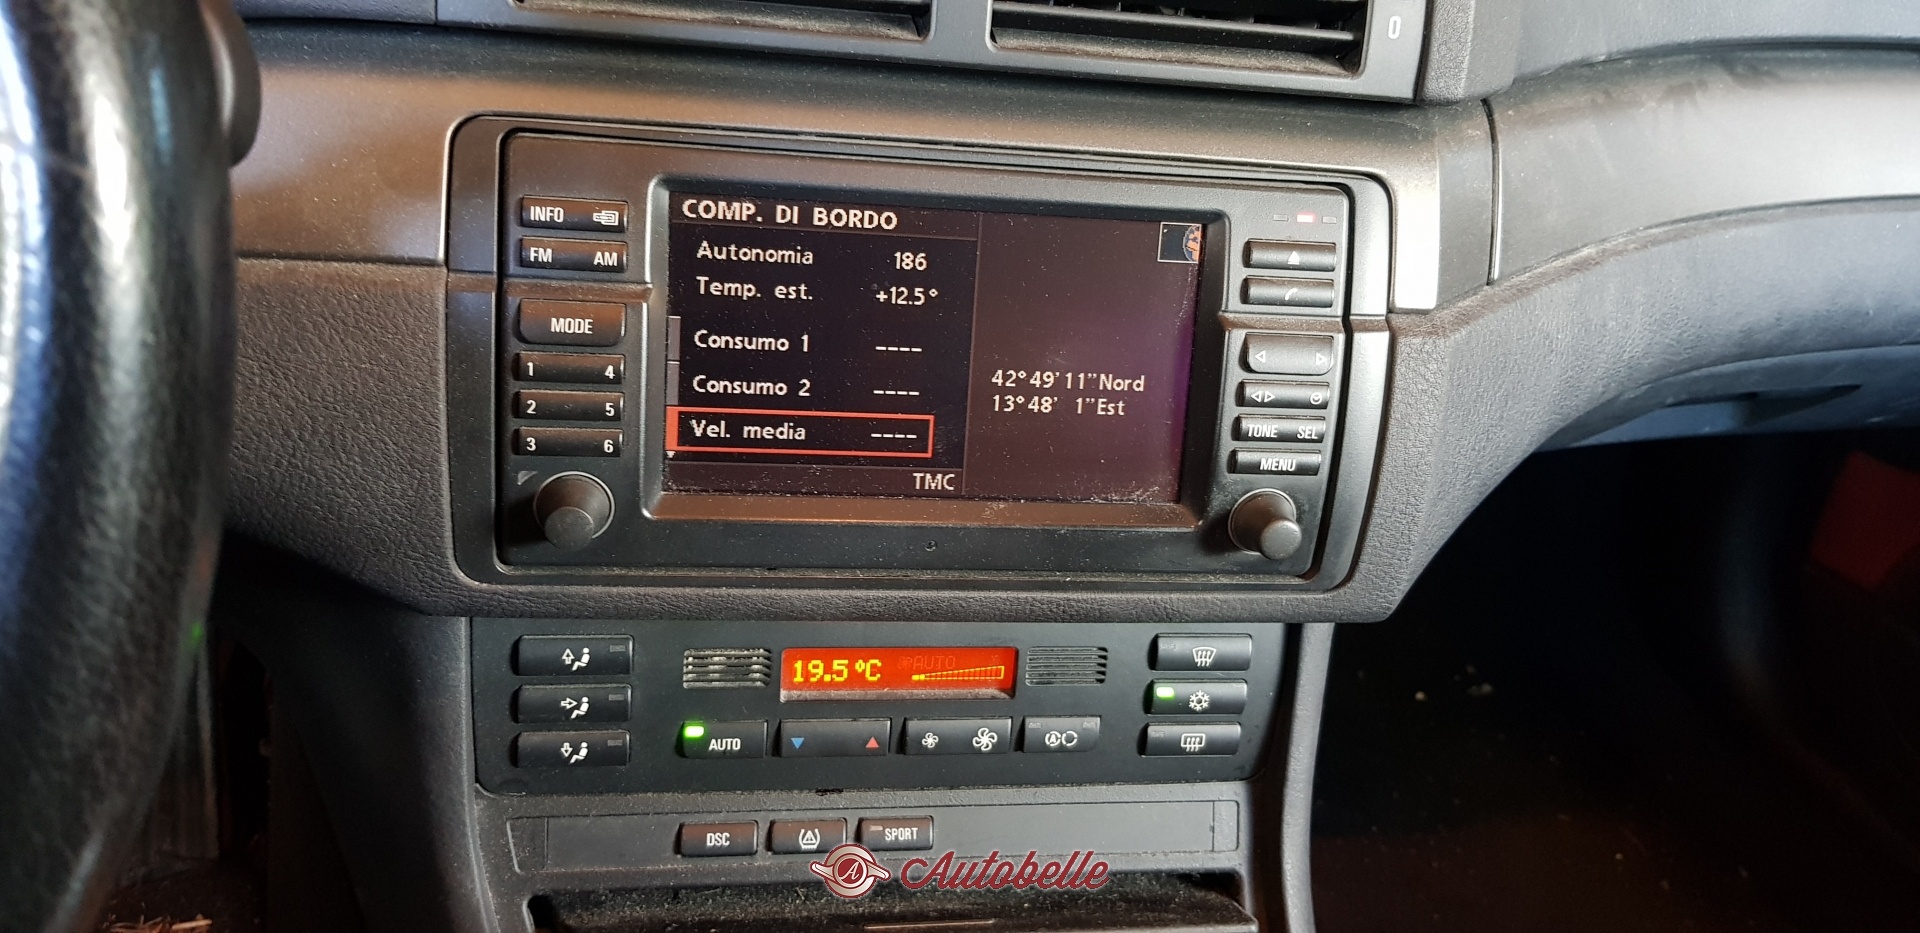 0
COMP. DI BORDO
INFO
FM AM
MODE
1 4
2 5
3 6
Autonomia 186
Temp. est. +12.5°
Consumo 1 ----
Consumo 2 ----
Vel. media ----
TMC
42°49'11"Nord
13°48' 1"Est
TONE SEL
MENU
19.5°C AUTO
AUTO
A
DSC
SPORT
A Autobelle